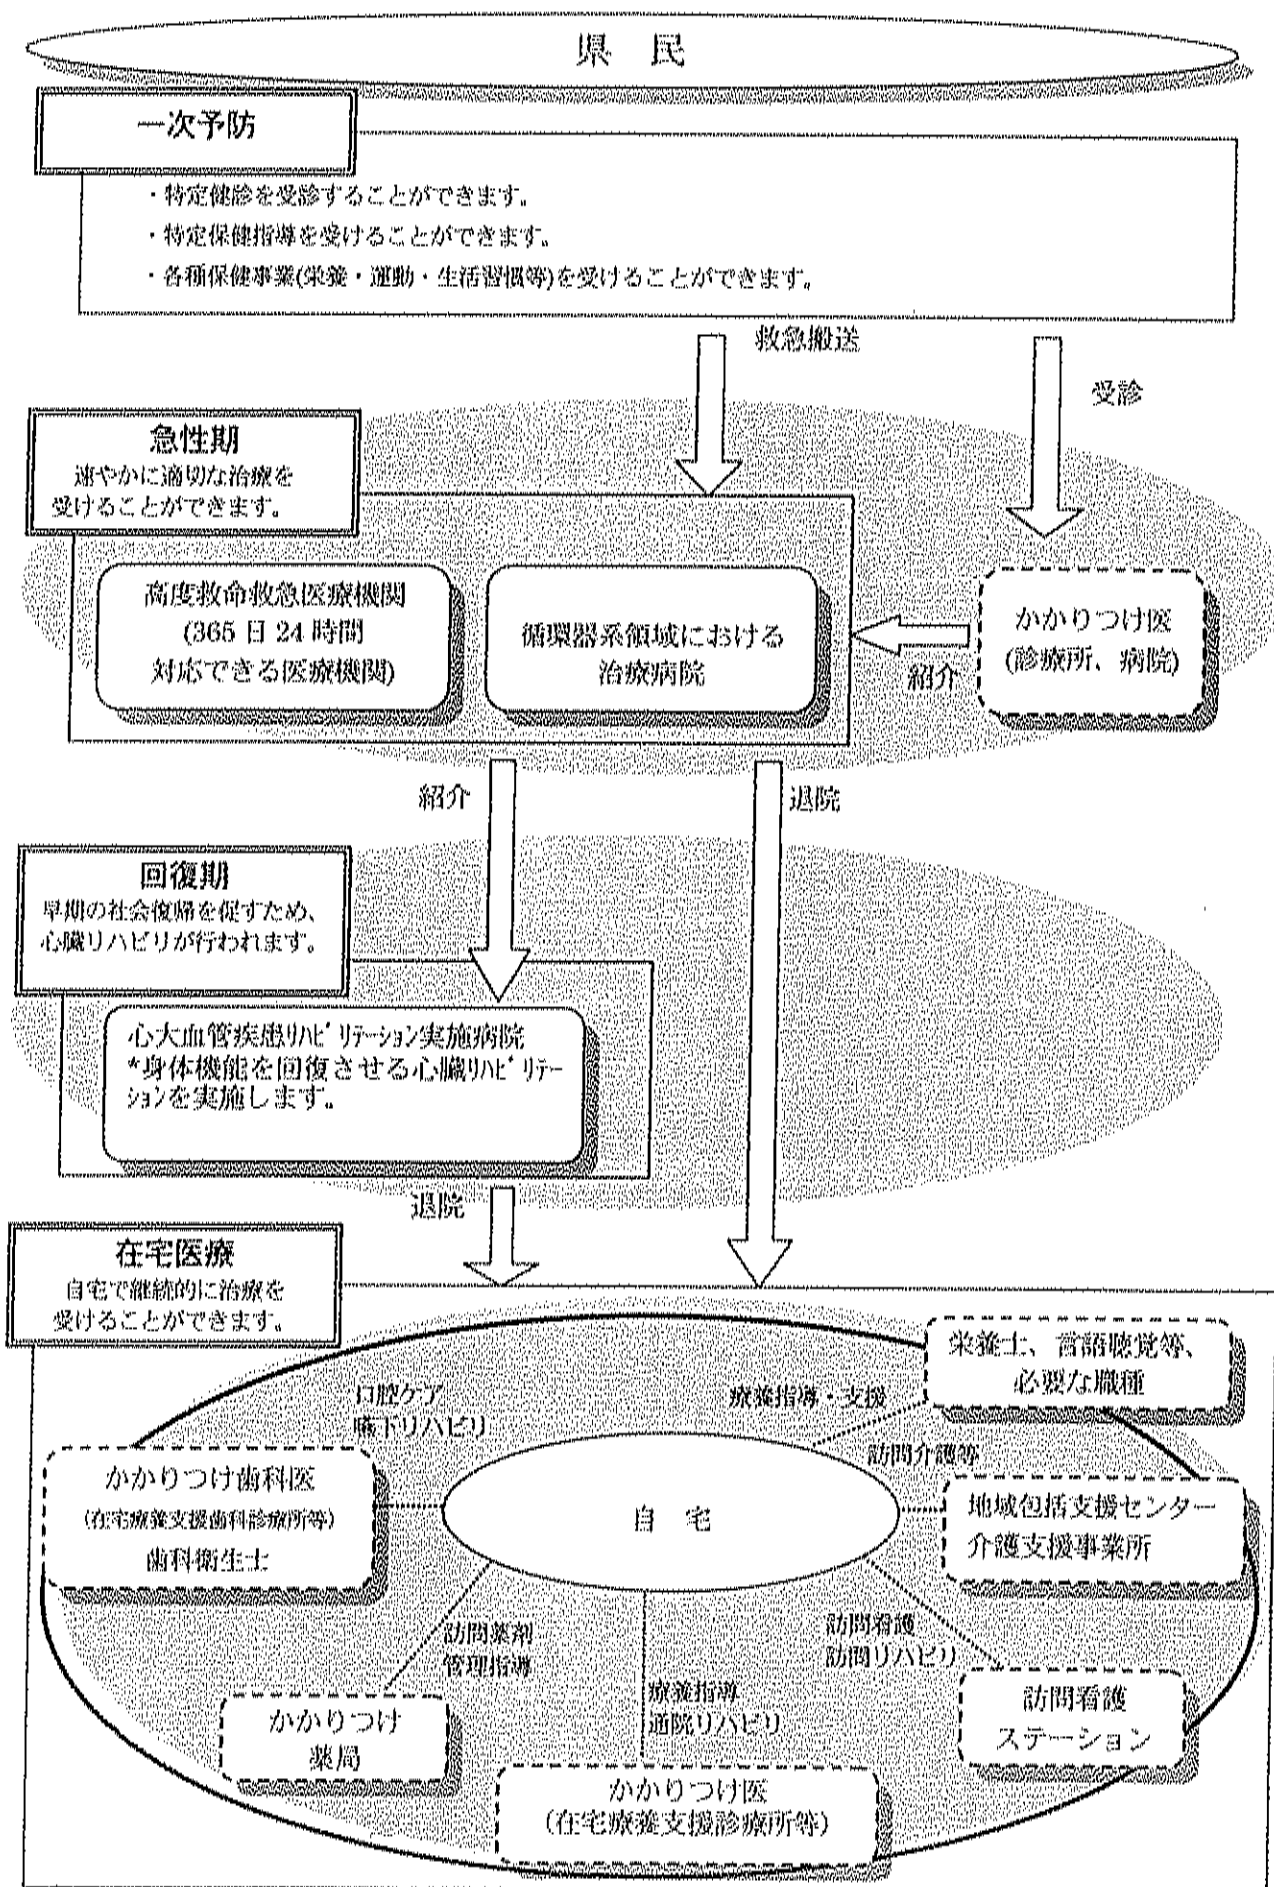 県 民
一次予防
・特定健診を受診することができます。
・特定保健指導を受けることができます。
・各種保健事業(栄養・運動・生活習慣等)を受けることができます。
救急搬送
受診
急性期
速やかに適切な治療を
受けることができます。
高度救命救急医療機関
(365 日 24 時間
対応できる医療機関)
循環器系領域における
治療病院
紹介
かかりつけ医
(診療所、病院)
紹介
退院
回復期
早期の社会復帰を促すため、
心臓リハビリが行われます。
心大血管疾患ﾘﾊﾋﾞﾘﾃｰｼｮﾝ実施病院
*身体機能を回復させる心臓ﾘﾊﾋﾞﾘﾃｰ
ｼｮﾝを実施します。
退院
在宅医療
自宅で継続的に治療を
受けることができます。
栄養士、言語聴覚等、
必要な職種
口腔ケア
嚥下リハビリ
療養指導・支援
訪問介護等
かかりつけ歯科医
(在宅療養支援歯科診療所等)
歯科衛生士
自 宅
地域包括支援センター
介護支援事業所
訪問薬剤
管理指導
訪問看護
訪問リハビリ
療養指導
通院リハビリ
かかりつけ
薬局
訪問看護
ステーション
かかりつけ医
(在宅療養支援診療所等)